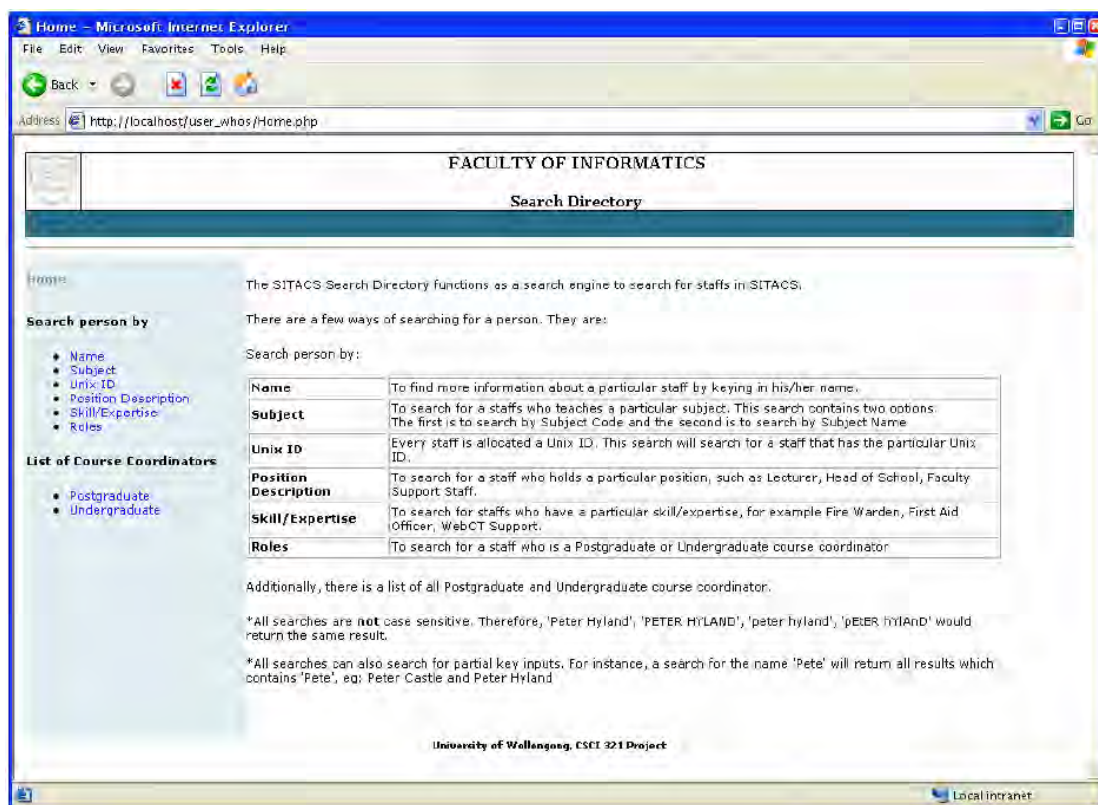 Home - Microsoft Internet Explorer
File Edit View Favorites Tools Help
Back
Address http://localhost/user_whos/Home.php Go
FACULTY OF INFORMATICS
Search Directory
Home
Search person by
Name
Subject
Unix ID
Position Description
Skill/Expertise
Roles
List of Course Coordinators
Postgraduate
Undergraduate
The SITACS Search Directory functions as a search engine to search for staffs in SITACS.
There are a few ways of searching for a person. They are:
Search person by:
Name To find more information about a particular staff by keying in his/her name.
Subject To search for a staffs who teaches a particular subject. This search contains two options
The first is to search by Subject Code and the second is to search by Subject Name
Unix ID Every staff is allocated a Unix ID. This search will search for a staff that has the particular Unix
ID.
Position Description To search for a staff who holds a particular position, such as Lecturer, Head of School, Faculty
Support Staff.
Skill/Expertise To search for staffs who have a particular skill/expertise, for example Fire Warden, First Aid
Officer, WebCT Support.
Roles To search for a staff who is a Postgraduate or Undergraduate course coordinator
Additionally, there is a list of all Postgraduate and Undergraduate course coordinator.
*All searches are not case sensitive. Therefore, 'Peter Hyland', 'PETER HYLAND', 'peter hyland', 'pEtER hYlAnD' would
return the same result.
*All searches can also search for partial key inputs. For instance, a search for the name 'Pete' will return all results which
contains 'Pete', eg: Peter Castle and Peter Hyland
University of Wollongong, CSCI 321 Project
Local intranet